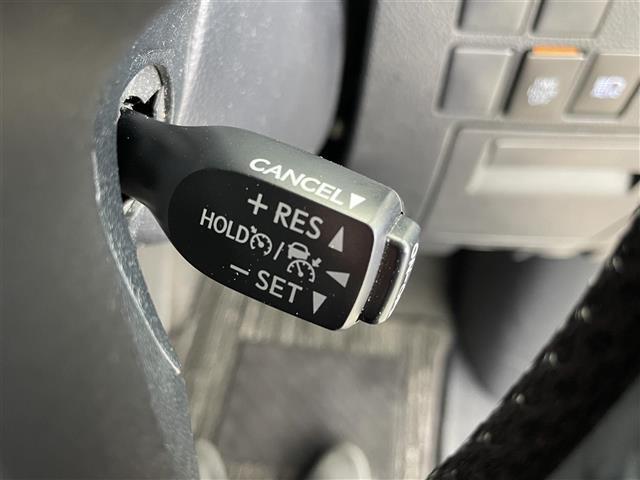 CANCEL▼
+ RES ▲
HOLD /
− SET ▼